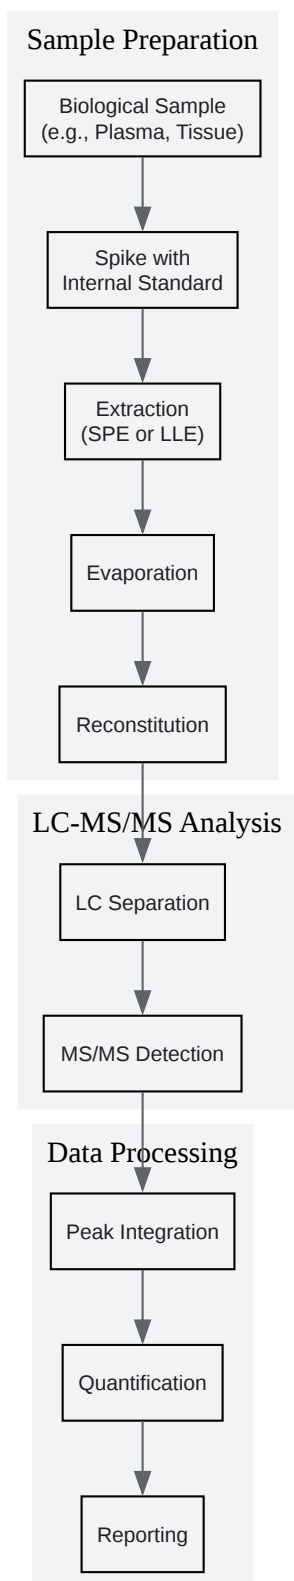 Sample Preparation
Biological Sample
(e.g., Plasma, Tissue)
Spike with
Internal Standard
Extraction
(SPE or LLE)
Evaporation
Reconstitution
LC-MS/MS Analysis
LC Separation
MS/MS Detection
Data Processing
Peak Integration
Quantification
Reporting